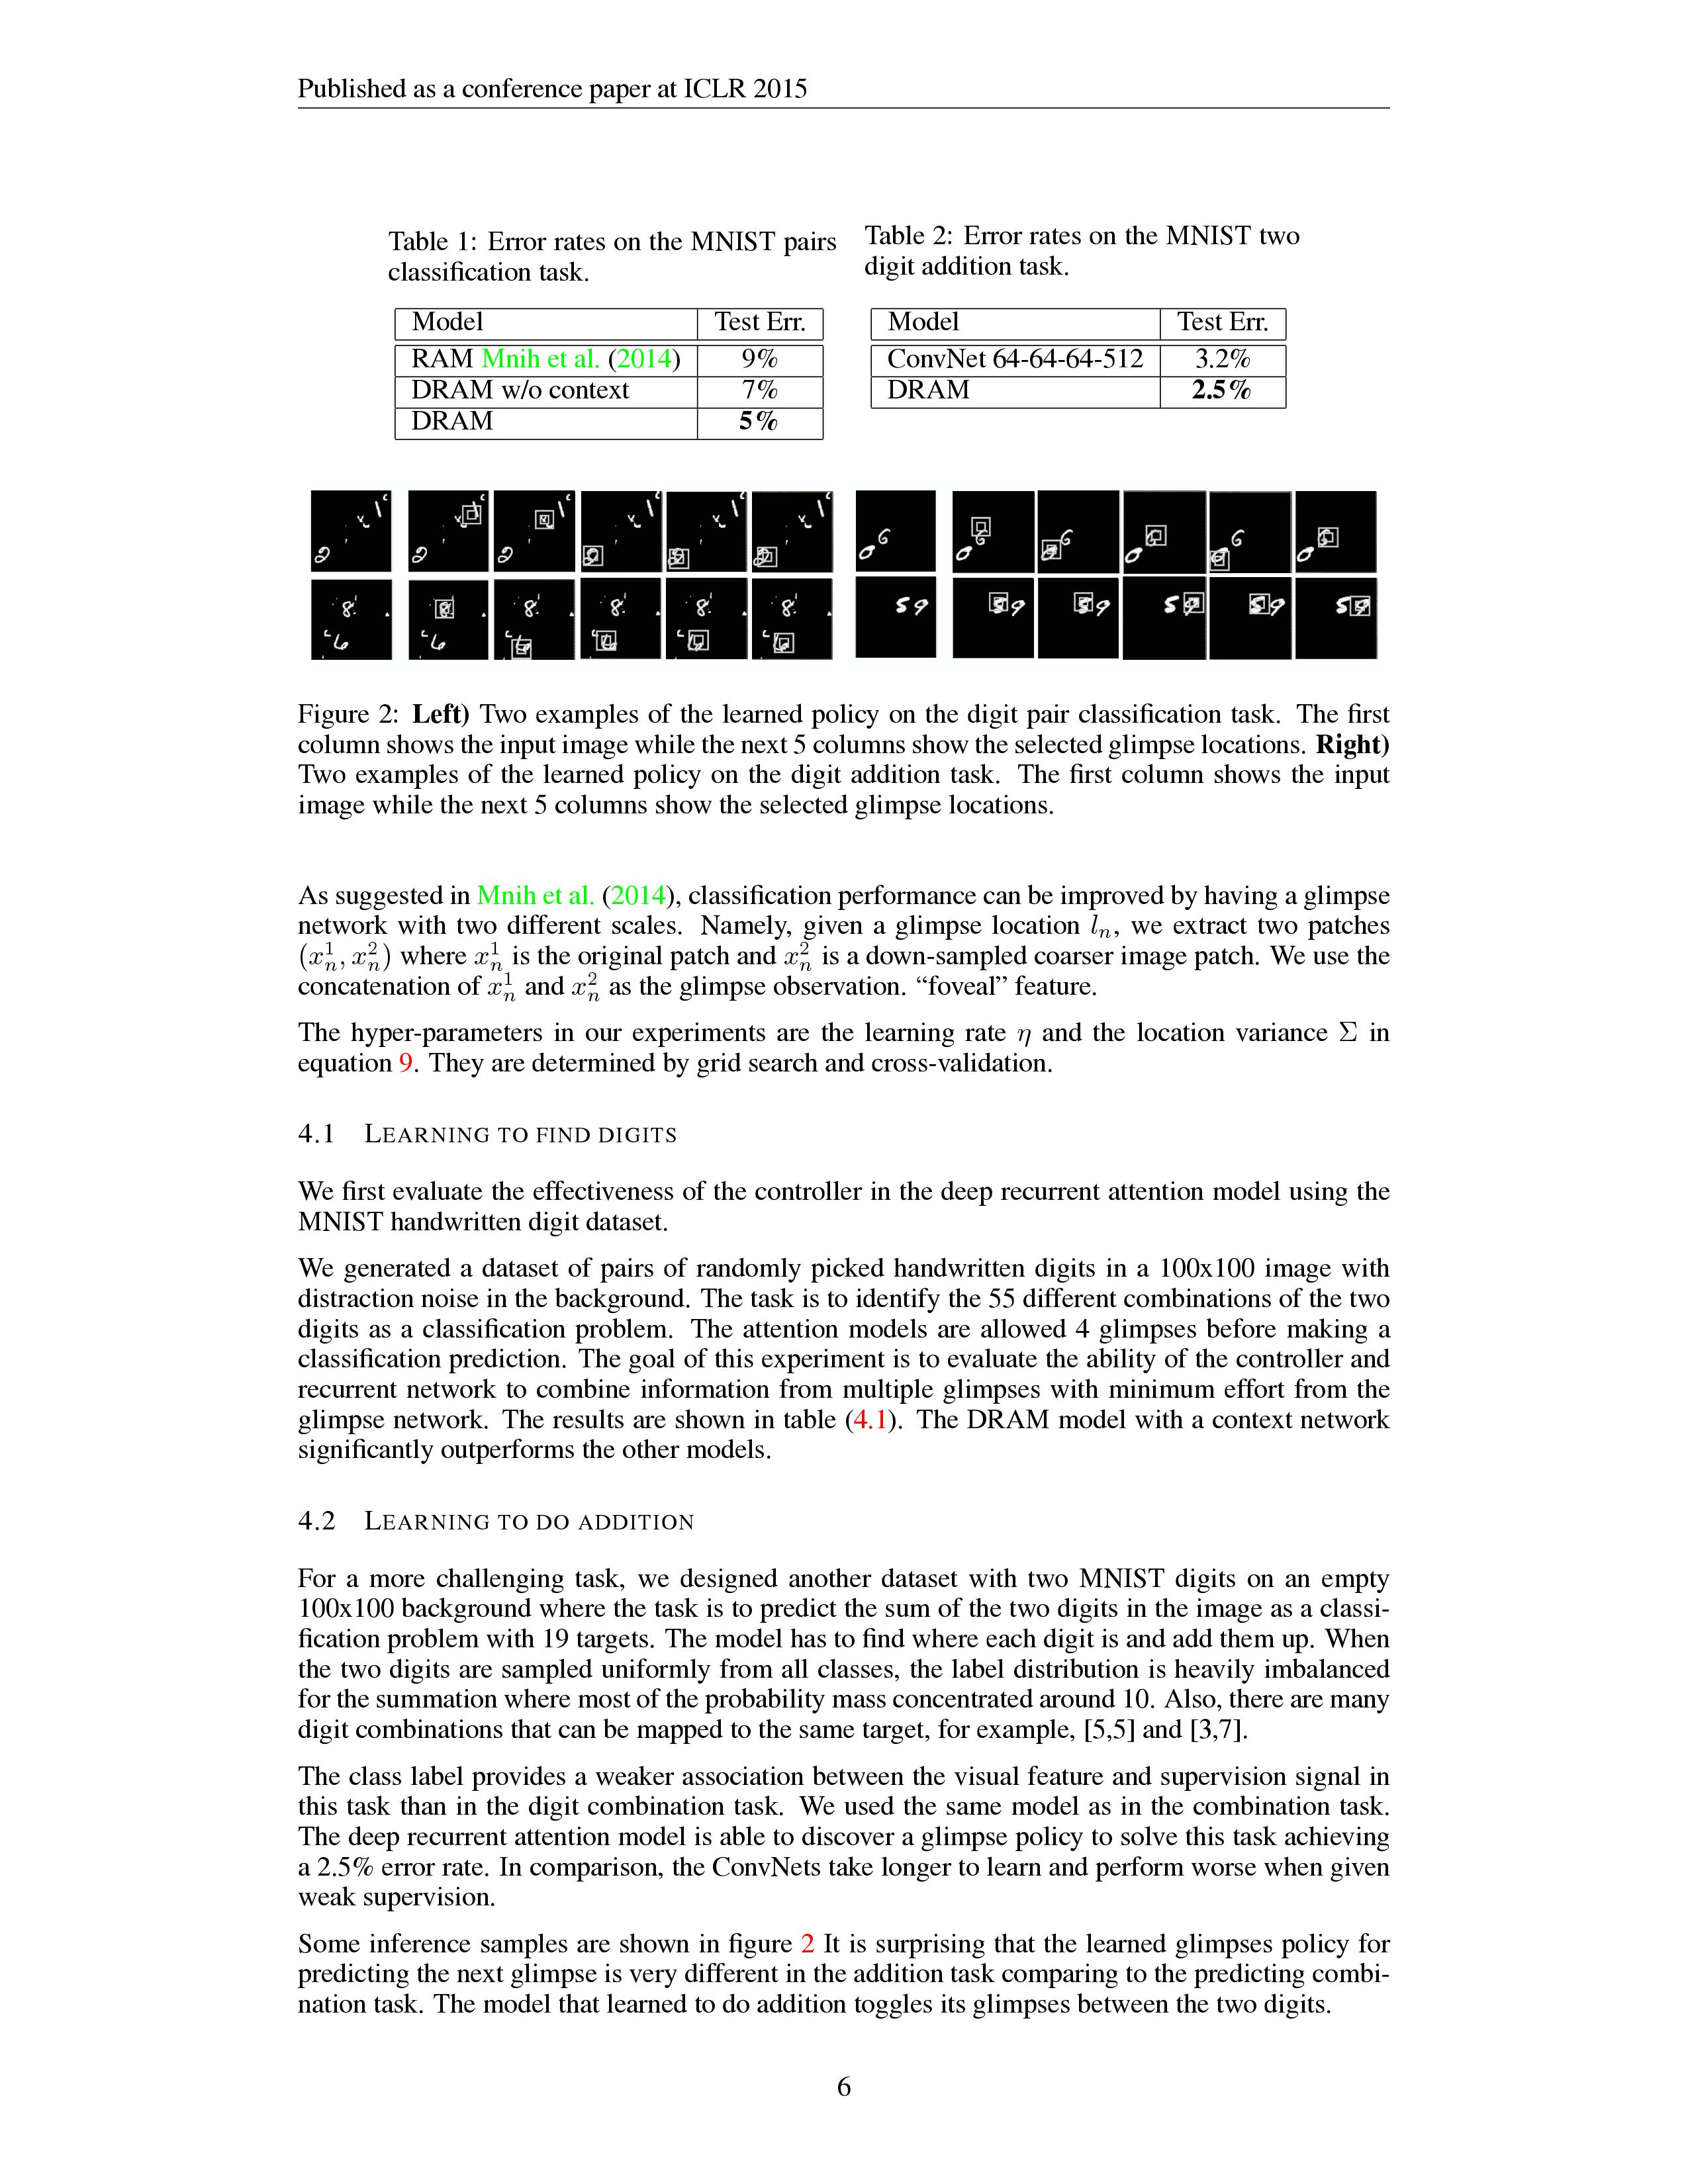 Published as a conference paper at ICLR 2015
Table 1: Error rates on the MNIST pairs
classification task.
Model Test Err.
RAM Mnih et al. (2014) 9%
DRAM w/o context 7%
DRAM 5%
Table 2: Error rates on the MNIST two
digit addition task.
Model Test Err.
ConvNet 64-64-64-512 3.2%
DRAM 2.5%
Figure 2: Left) Two examples of the learned policy on the digit pair classification task. The first
column shows the input image while the next 5 columns show the selected glimpse locations. Right)
Two examples of the learned policy on the digit addition task. The first column shows the input
image while the next 5 columns show the selected glimpse locations.
As suggested in Mnih et al. (2014), classification performance can be improved by having a glimpse
network with two different scales. Namely, given a glimpse location lₙ, we extract two patches
(x¹ₙ, x²ₙ) where x¹ₙ is the original patch and x²ₙ is a down-sampled coarser image patch. We use the
concatenation of x¹ₙ and x²ₙ as the glimpse observation. “foveal” feature.
The hyper-parameters in our experiments are the learning rate η and the location variance Σ in
equation 9. They are determined by grid search and cross-validation.
4.1 LEARNING TO FIND DIGITS
We first evaluate the effectiveness of the controller in the deep recurrent attention model using the
MNIST handwritten digit dataset.
We generated a dataset of pairs of randomly picked handwritten digits in a 100x100 image with
distraction noise in the background. The task is to identify the 55 different combinations of the two
digits as a classification problem. The attention models are allowed 4 glimpses before making a
classification prediction. The goal of this experiment is to evaluate the ability of the controller and
recurrent network to combine information from multiple glimpses with minimum effort from the
glimpse network. The results are shown in table (4.1). The DRAM model with a context network
significantly outperforms the other models.
4.2 LEARNING TO DO ADDITION
For a more challenging task, we designed another dataset with two MNIST digits on an empty
100x100 background where the task is to predict the sum of the two digits in the image as a classi-
fication problem with 19 targets. The model has to find where each digit is and add them up. When
the two digits are sampled uniformly from all classes, the label distribution is heavily imbalanced
for the summation where most of the probability mass concentrated around 10. Also, there are many
digit combinations that can be mapped to the same target, for example, [5,5] and [3,7].
The class label provides a weaker association between the visual feature and supervision signal in
this task than in the digit combination task. We used the same model as in the combination task.
The deep recurrent attention model is able to discover a glimpse policy to solve this task achieving
a 2.5% error rate. In comparison, the ConvNets take longer to learn and perform worse when given
weak supervision.
Some inference samples are shown in figure 2 It is surprising that the learned glimpses policy for
predicting the next glimpse is very different in the addition task comparing to the predicting combi-
nation task. The model that learned to do addition toggles its glimpses between the two digits.
6